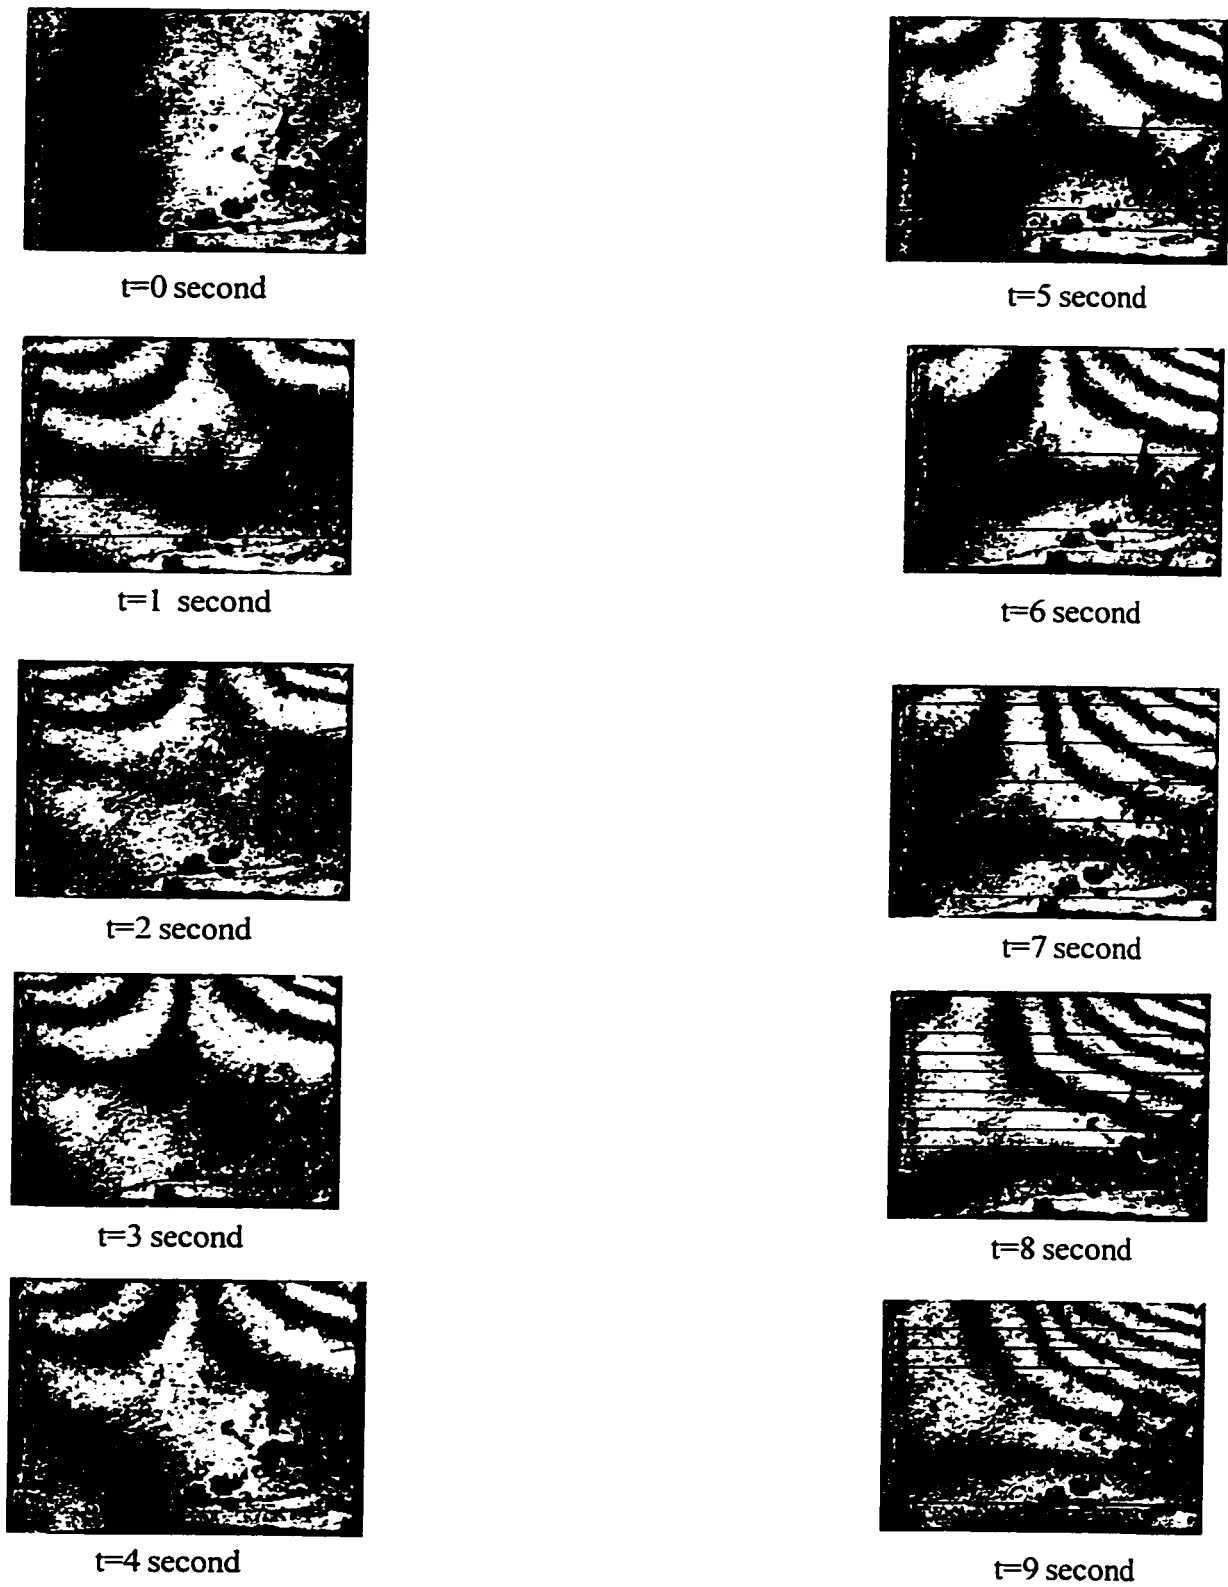 t=0 second
t=1 second
t=2 second
t=3 second
t=4 second
t=5 second
t=6 second
t=7 second
t=8 second
t=9 second